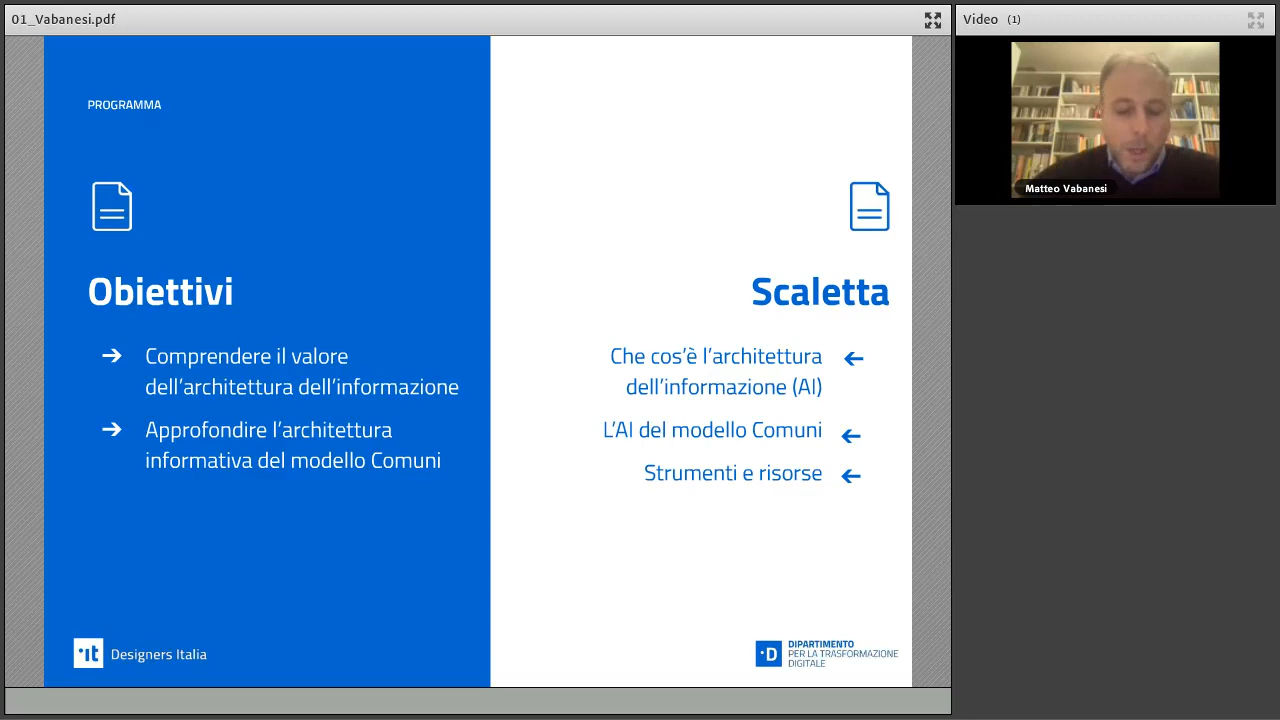 01_Vabanesi.pdf
Video (1)
Matteo Vabanesi
PROGRAMMA
Obiettivi
➔ Comprendere il valore
dell’architettura dell’informazione
➔ Approfondire l’architettura
informativa del modello Comuni
Scaletta
Che cos’è l’architettura
dell’informazione (AI)
L’AI del modello Comuni
Strumenti e risorse
·it Designers Italia
·D DIPARTIMENTO
PER LA TRASFORMAZIONE
DIGITALE